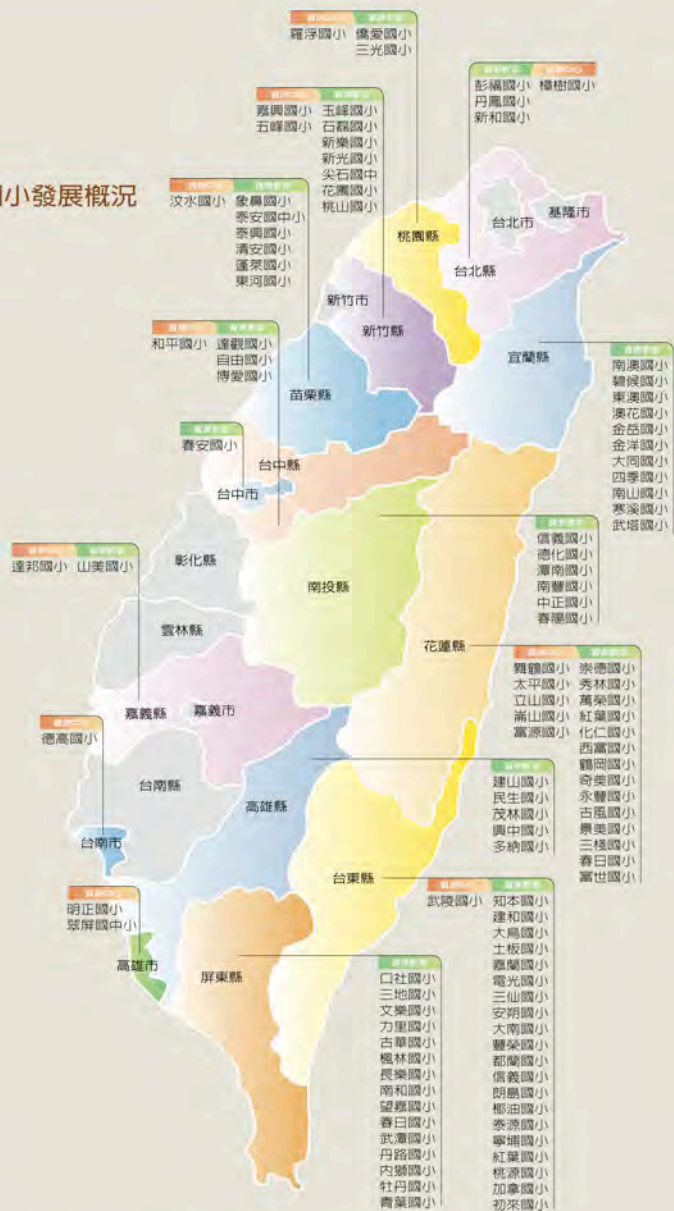 小發展概況
羅浮國小 僑愛國小
三光國小
彭福國小 樟樹國小
丹鳳國小
新和國小
嘉興國小 玉峰國小
五峰國小 石磊國小
新樂國小
新光國小
尖石國中
花園國小
桃山國小
汶水國小 象鼻國小
泰安國中小
泰興國小
清安國小
蓬萊國小
東河國小
和平國小 達觀國小
自由國小
博愛國小
春安國小
達邦國小 山美國小
德高國小
明正國小
翠屏國中小
南澳國小
碧候國小
東澳國小
澳花國小
金岳國小
金洋國小
大同國小
四季國小
南山國小
寒溪國小
武塔國小
信義國小
德化國小
潭南國小
南豐國小
中正國小
春陽國小
舞鶴國小 崇德國小
太平國小 秀林國小
立山國小 萬榮國小
崙山國小 紅葉國小
富源國小 化仁國小
西富國小
鶴岡國小
奇美國小
永豐國小
古風國小
景美國小
三棧國小
春日國小
富世國小
建山國小
民生國小
茂林國小
興中國小
多納國小
武陵國小 知本國小
建和國小
大鳥國小
土板國小
嘉蘭國小
電光國小
三仙國小
安朔國小
大南國小
豐榮國小
都蘭國小
信義國小
朗島國小
椰油國小
泰源國小
寧埔國小
紅葉國小
桃源國小
加拿國小
初來國小
口社國小
三地國小
文樂國小
力里國小
古華國小
楓林國小
長樂國小
南和國小
望嘉國小
春日國小
武潭國小
丹路國小
內獅國小
牡丹國小
青葉國小
台北市
基隆市
桃園縣
台北縣
新竹市
新竹縣
宜蘭縣
苗栗縣
台中縣
台中市
彰化縣
南投縣
雲林縣
花蓮縣
嘉義縣
嘉義市
台南縣
高雄縣
台南市
台東縣
高雄市
屏東縣